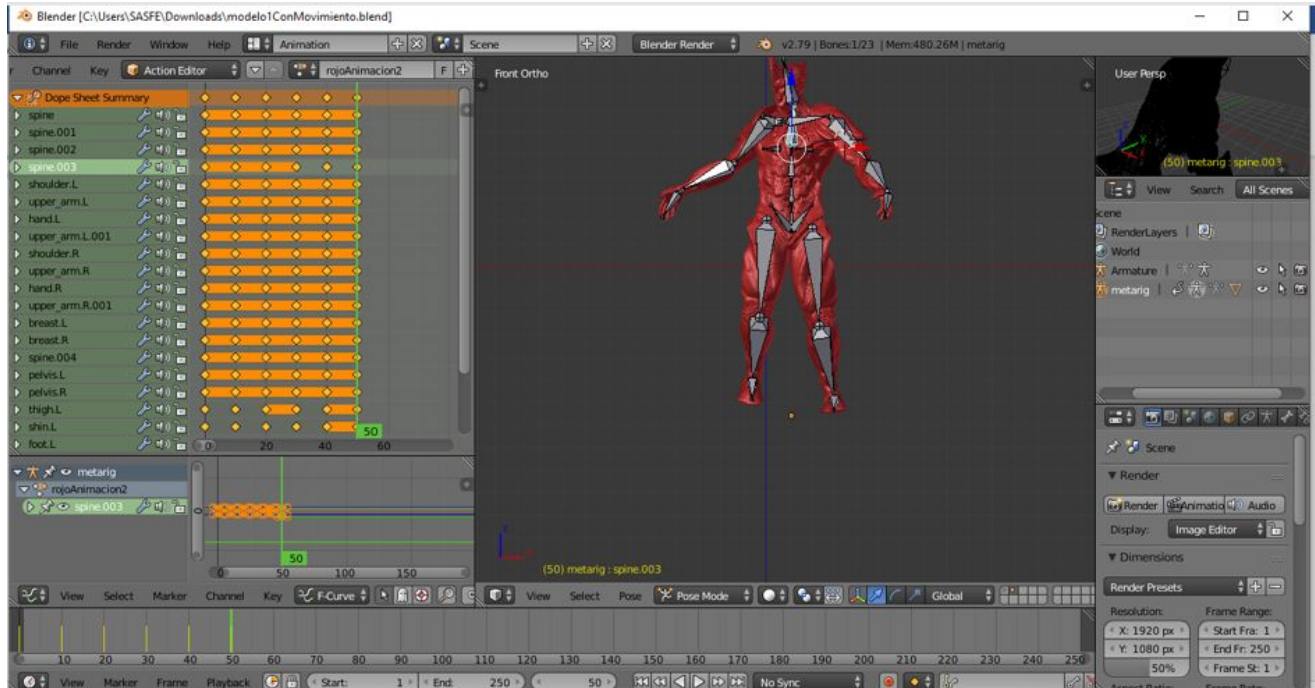 Blender [C:\Users\SASFE\Downloads\modelo1ConMovimiento.blend]
File Render Window Help Animation Scene Blender Render v2.79 | Bones:1/23 | Mem:480.26M | metarig
r Channel Key Action Editor rojoAnimacion2 F
Dope Sheet Summary
spine
spine.001
spine.002
spine.003
shoulder.L
upper_arm.L
hand.L
upper_arm.L.001
shoulder.R
upper_arm.R
hand.R
upper_arm.R.001
breast.L
breast.R
spine.004
pelvis.L
pelvis.R
thigh.L
shin.L
50
foot.L
0 20 40 60
metarig
rojoAnimacion2
spine.003
0
50
0 50 100 150
View Select Marker Channel Key F-Curve
Front Ortho
(50) metarig : spine.003
View Select Pose Pose Mode Global
User Persp
(50) metarig : spine.003
View Search All Scenes
Scene
RenderLayers |
World
Armature |
metarig |
Scene
Render
Render Animatio Audio
Display: Image Editor
Dimensions
Render Presets
Resolution: Frame Range:
X: 1920 px Start Fra: 1
Y: 1080 px End Fr: 250
50% Frame St: 1
10 20 30 40 50 60 70 80 90 100 110 120 130 140 150 160 170 180 190 200 210 220 230 240 250
View Marker Frame Playback Start: 1 End: 250 50 No Sync